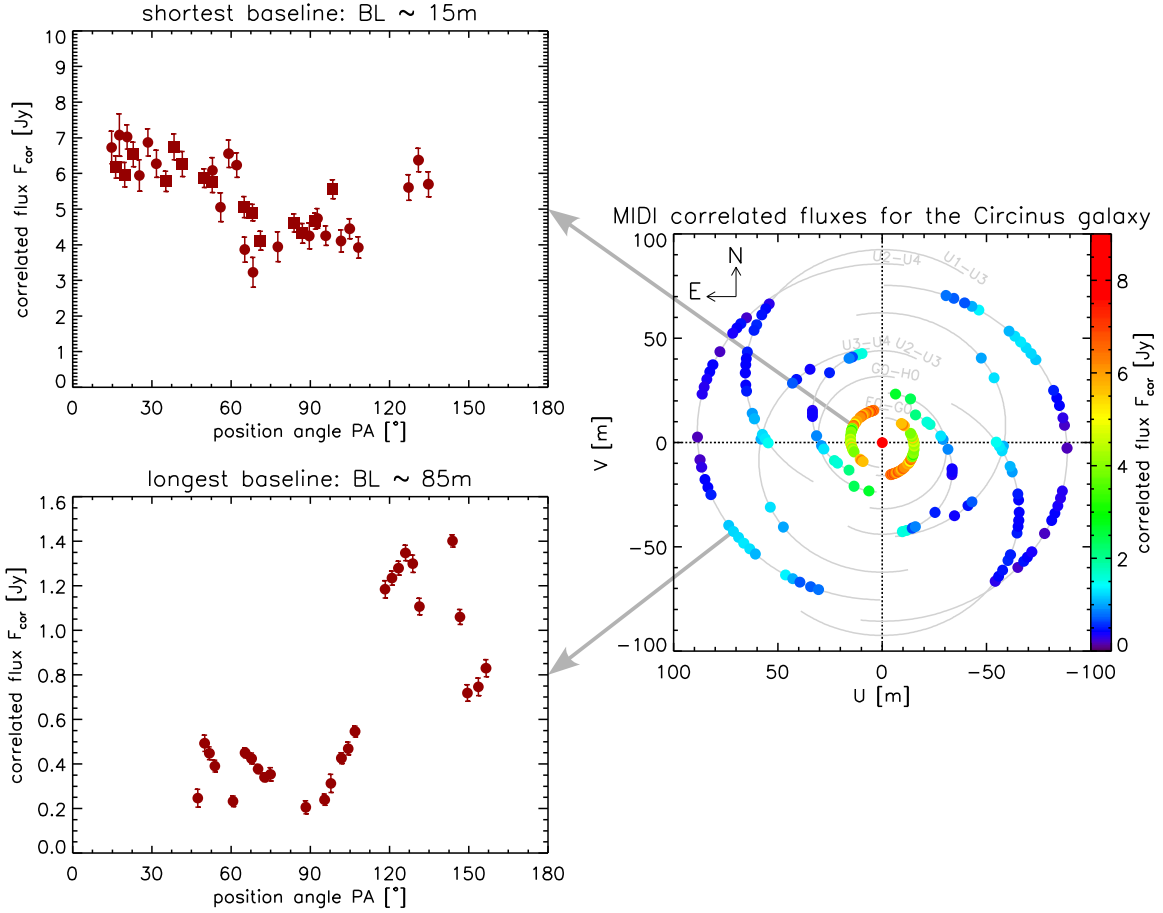 shortest baseline: BL ~ 15m
10
9
8
7
6
5
4
3
2
1
0
correlated flux Fcor [Jy]
0 30 60 90 120 150 180
position angle PA [°]
longest baseline: BL ~ 85m
1.6
1.4
1.2
1.0
0.8
0.6
0.4
0.2
0.0
correlated flux Fcor [Jy]
0 30 60 90 120 150 180
position angle PA [°]
MIDI correlated fluxes for the Circinus galaxy
100
50
0
-50
-100
V [m]
N
E
U2-U4
U1-U3
U3-UA
U2-U3
G0-H0
E0-G0
100 50 0 -50 -100
U [m]
8
6
4
2
0
correlated flux Fcor [Jy]